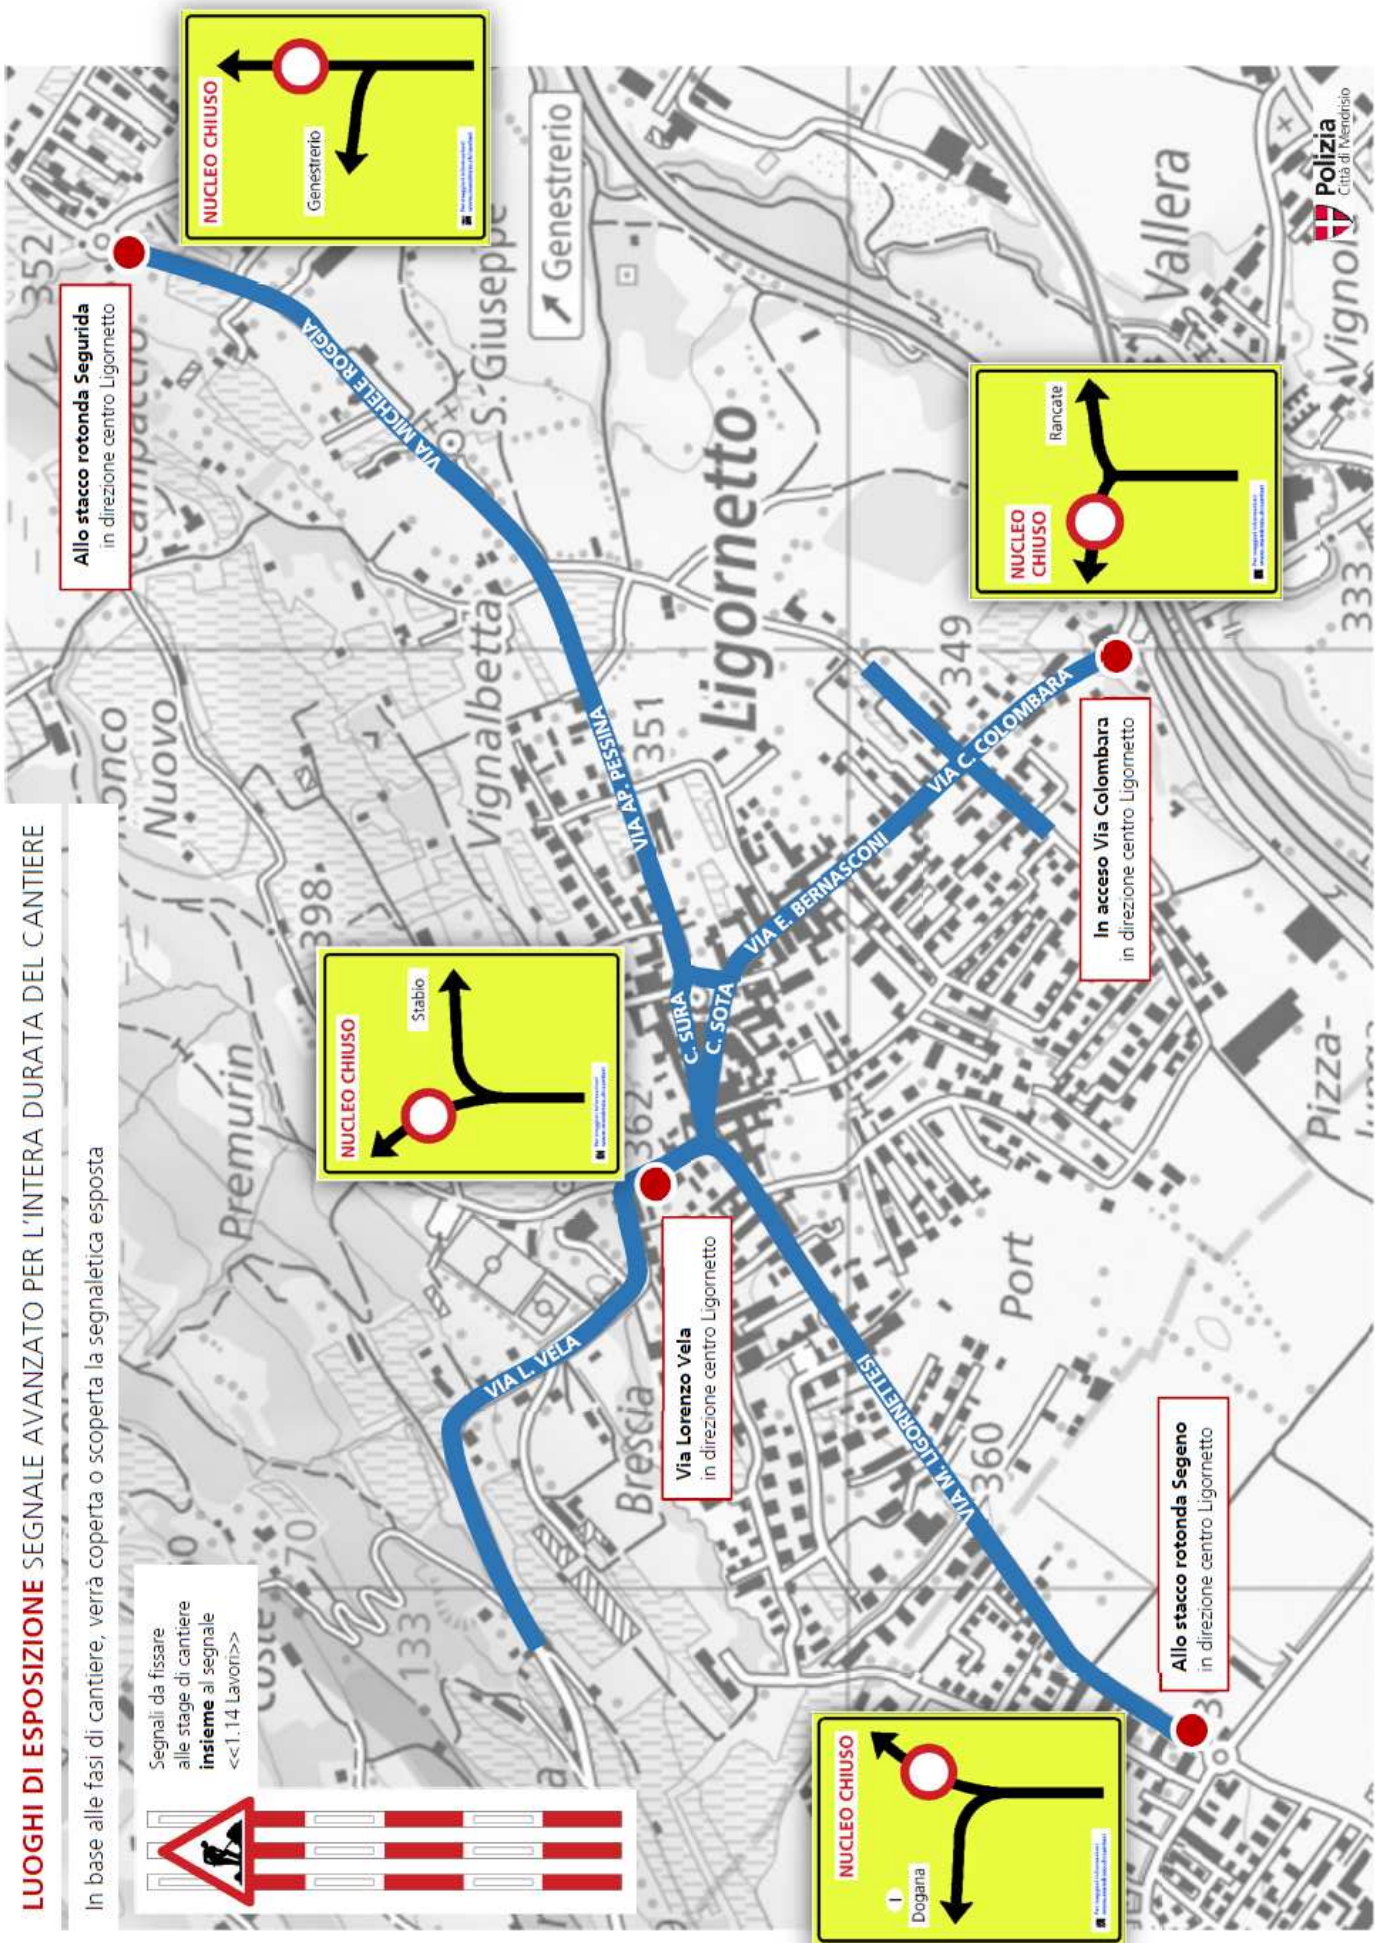 LUOGHI DI ESPOSIZIONE SEGNALE AVANZATO PER L'INTERA DURATA DEL CANTIERE
In base alle fasi di cantiere, verrà coperta o scoperta la segnaletica esposta
Segnali da fissare
alle stage di cantiere
insieme al segnale
<<1.14 Lavori>>
Allo stacco rotonda Segurida
in direzione centro Ligornetto
NUCLEO CHIUSO
Genestrerio
NUCLEO CHIUSO
Stabio
Via Lorenzo Vela
in direzione centro Ligornetto
NUCLEO CHIUSO
I
Dogana
Allo stacco rotonda Segeno
in direzione centro Ligornetto
In acceso Via Colombara
in direzione centro Ligornetto
NUCLEO
CHIUSO
Rancate
VIA MICHELE ROGGIA
VIA AP. PESSINA
C. SURA
C. SOTA
VIA E. BERNASCONI
VIA C. COLOMBARA
VIA L. VELA
VIA M. LIGORNETTESI
352
Campaccio
S. Giuseppe
Genestrerio
Nuovo
Vignalbetta
351
Ligornetto
349
Vallera
333
398
Premurin
362
Brescia
Port
360
Pizza-
133
70
Polizia
Città di Mendrisio